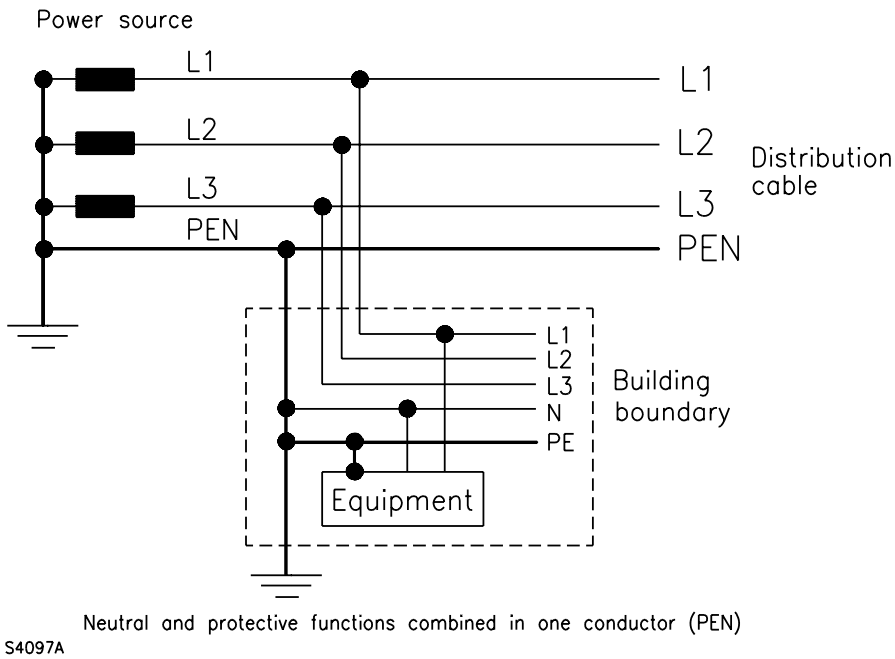 Power source
L1
L1
L2
L2
Distribution
cable
L3
L3
PEN
PEN
L1
L2
L3
N
PE
Building
boundary
Equipment
Neutral and protective functions combined in one conductor (PEN)
S4097A